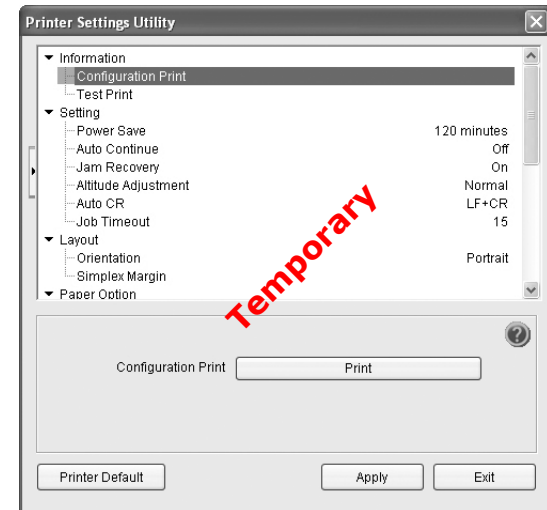 Printer Settings Utility
Information
Configuration Print
Test Print
Setting
Power Save 120 minutes
Auto Continue Off
Jam Recovery On
Altitude Adjustment Normal
Auto CR LF+CR
Job Timeout 15
Layout
Orientation Portrait
Simplex Margin
Paper Option
Temporary
?
Configuration Print Print
Printer Default Apply Exit